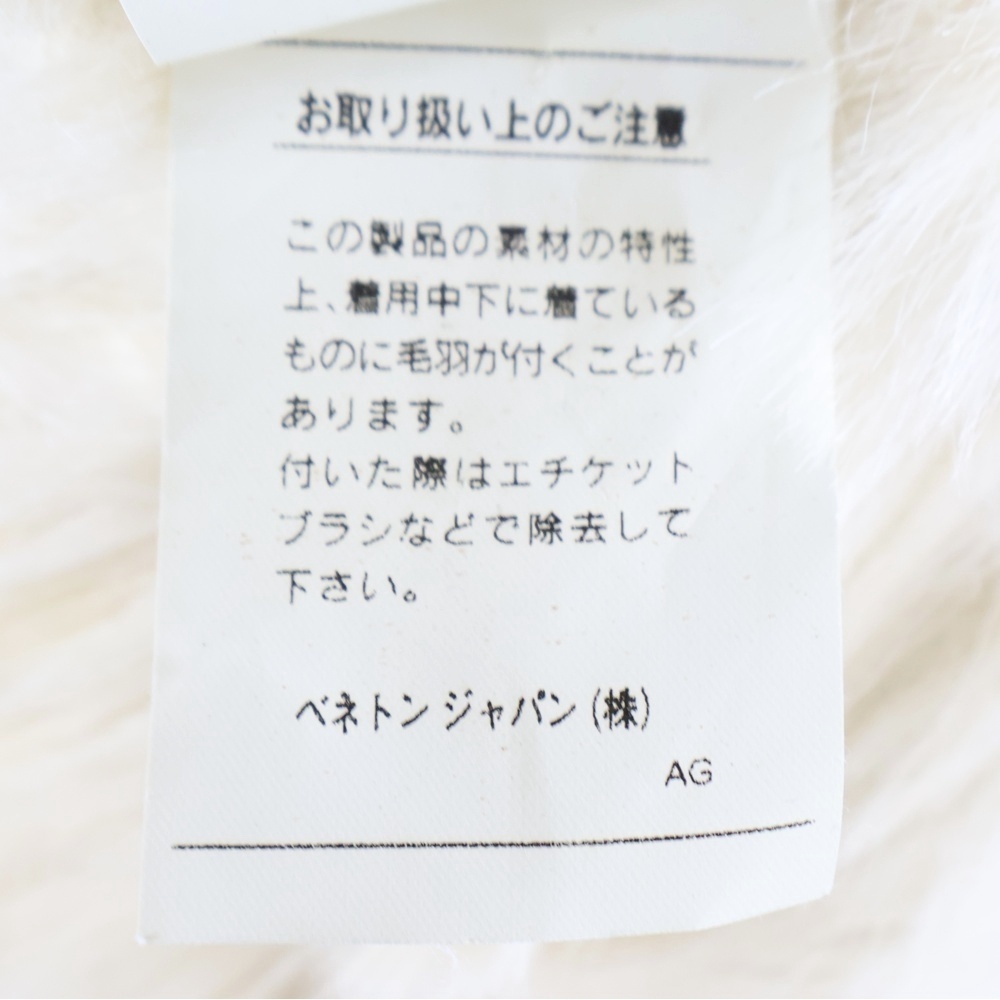 お取り扱い上のご注意
この製品の素材の特性
上、着用中下に着ている
ものに毛羽が付くことが
あります。
付いた際はエチケット
ブラシなどで除去して
下さい。
ベネトンジャパン(株)
AG